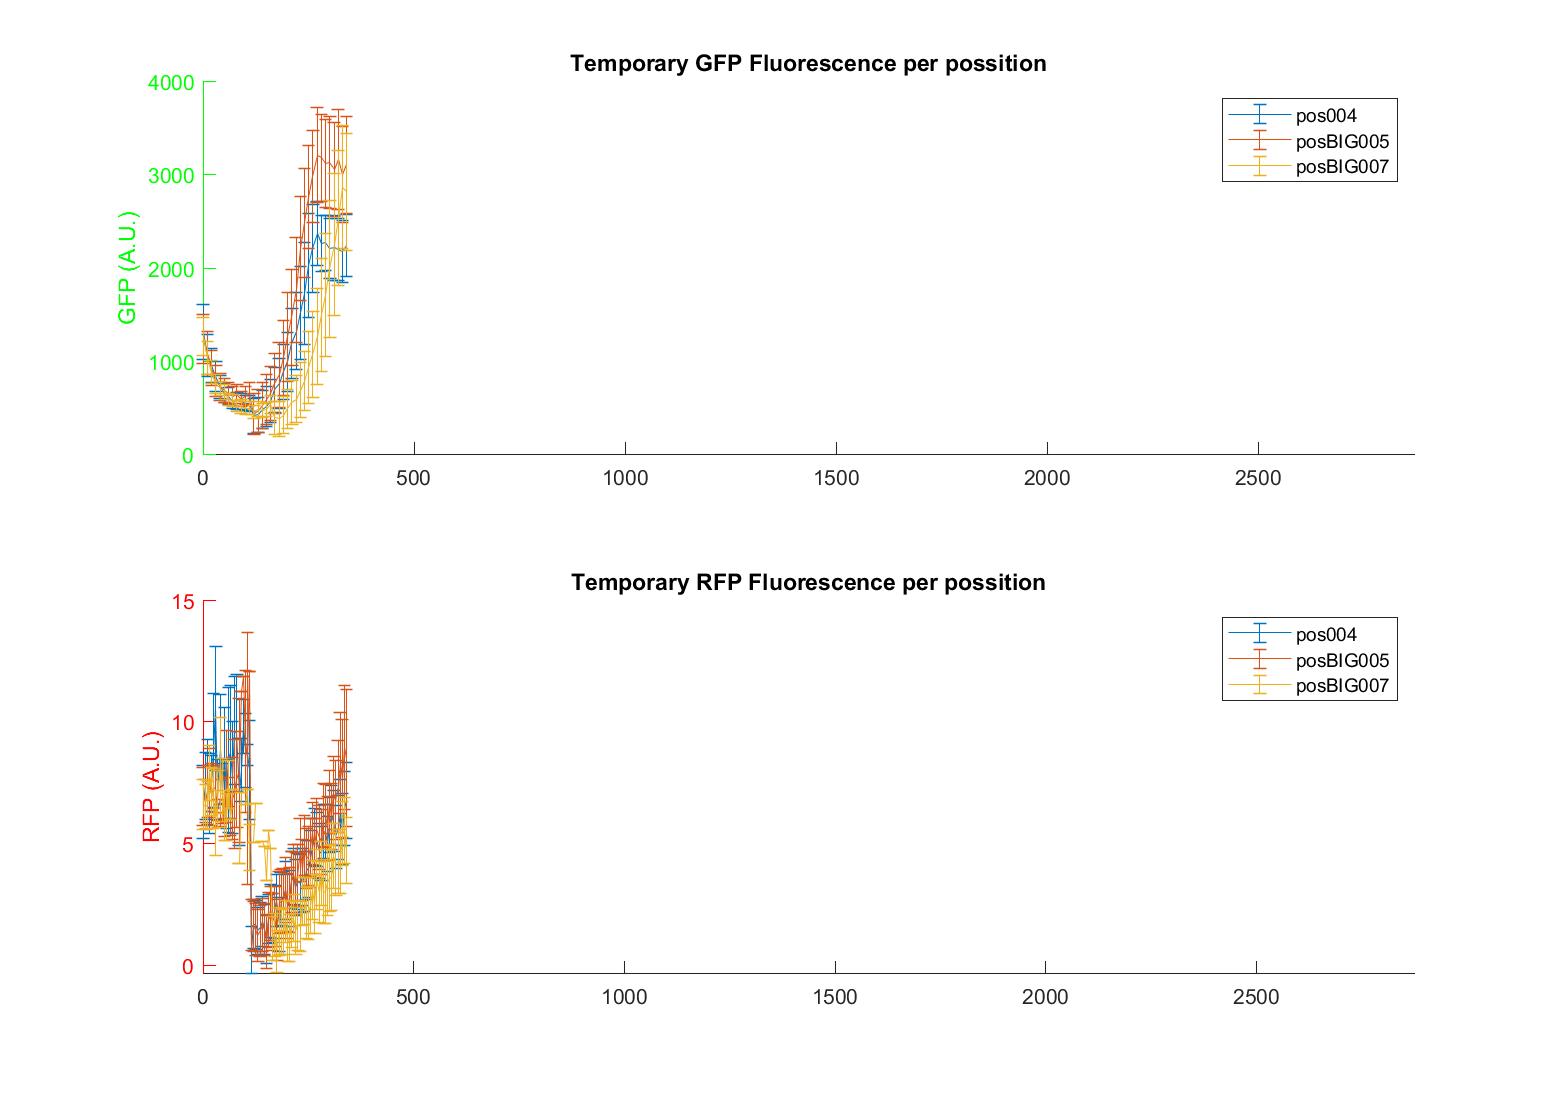 Temporary GFP Fluorescence per possition
4000
3000
2000
1000
0
GFP (A.U.)
pos004
posBIG005
posBIG007
0 500 1000 1500 2000 2500
Temporary RFP Fluorescence per possition
15
10
5
0
RFP (A.U.)
pos004
posBIG005
posBIG007
0 500 1000 1500 2000 2500